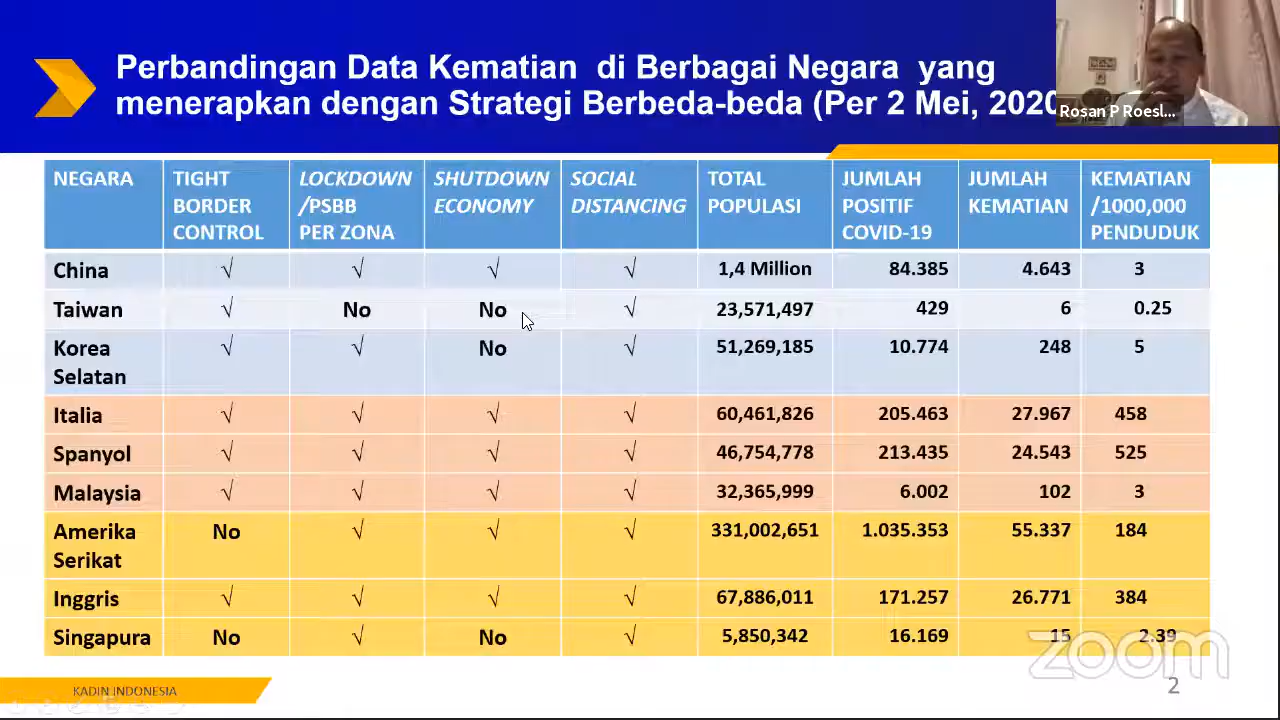 Perbandingan Data Kematian di Berbagai Negara yang
menerapkan dengan Strategi Berbeda-beda (Per 2 Mei, 2020
Rosan P Roesl...
NEGARA TIGHT BORDER CONTROL LOCKDOWN /PSBB PER ZONA SHUTDOWN ECONOMY SOCIAL DISTANCING TOTAL POPULASI JUMLAH POSITIF COVID-19 JUMLAH KEMATIAN KEMATIAN /1000,000 PENDUDUK
China √ √ √ √ 1,4 Million 84.385 4.643 3
Taiwan √ No No √ 23,571,497 429 6 0.25
Korea Selatan √ √ No √ 51,269,185 10.774 248 5
Italia √ √ √ √ 60,461,826 205.463 27.967 458
Spanyol √ √ √ √ 46,754,778 213.435 24.543 525
Malaysia √ √ √ √ 32,365,999 6.002 102 3
Amerika Serikat No √ √ √ 331,002,651 1.035.353 55.337 184
Inggris √ √ √ √ 67,886,011 171.257 26.771 384
Singapura No √ No √ 5,850,342 16.169 15 2.39
zoom
KADIN INDONESIA
2